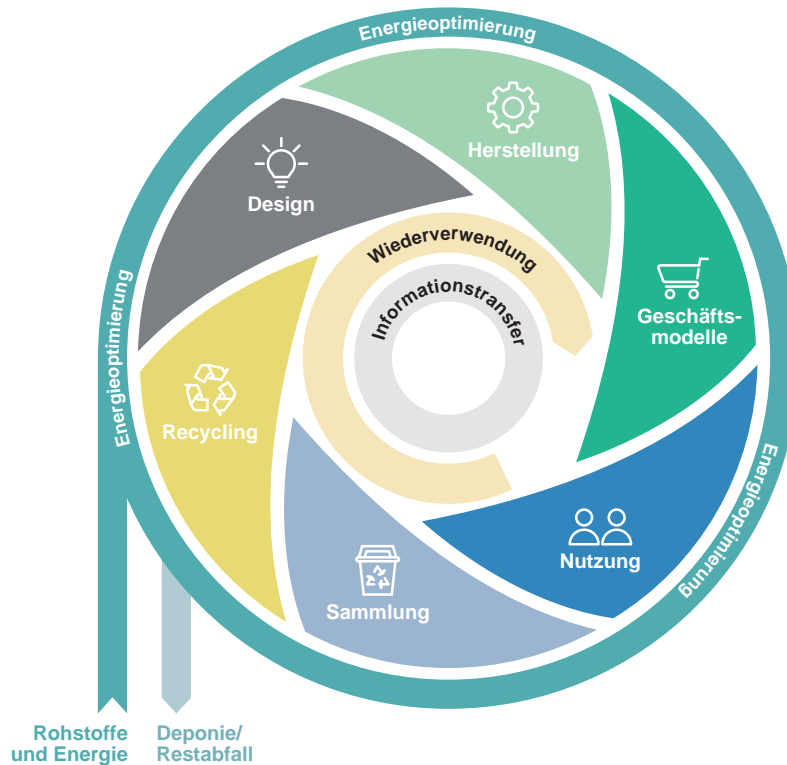 Energieoptimierung
Herstellung
Design
Wiederverwendung
Informationstransfer
Geschäfts-
modelle
Energieoptimierung
Recycling
Energieoptimierung
Nutzung
Sammlung
Rohstoffe
und Energie
Deponie/
Restabfall